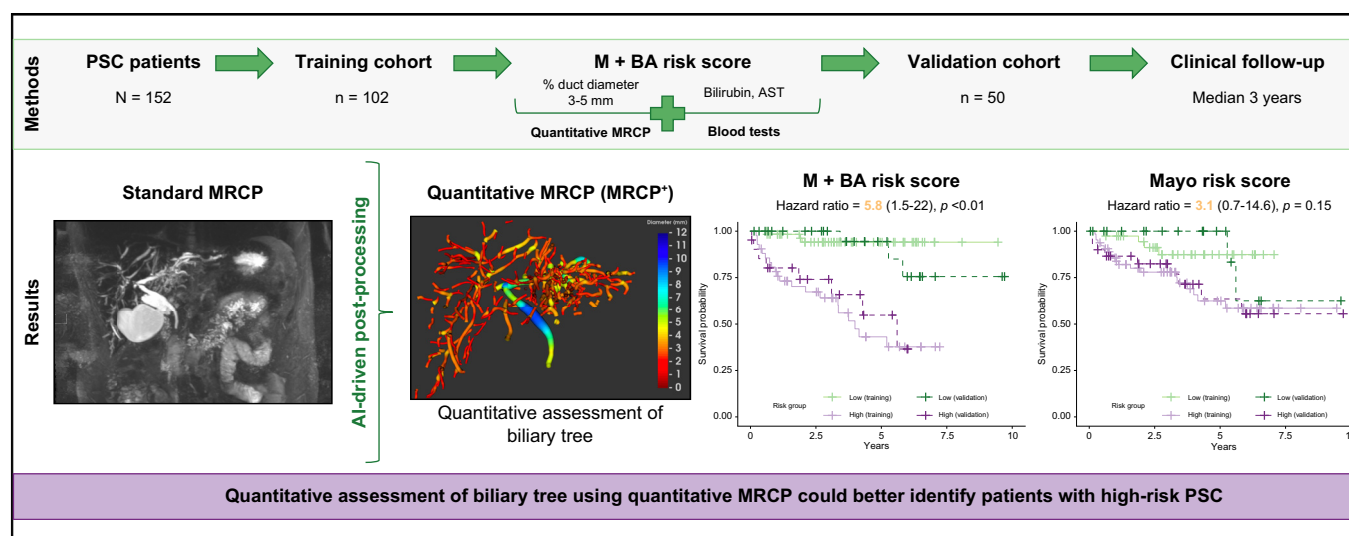 Methods
PSC patients
N = 152
Training cohort
n = 102
M + BA risk score
% duct diameter
3-5 mm
Bilirubin, AST
Quantitative MRCP
Blood tests
Validation cohort
n = 50
Clinical follow-up
Median 3 years
Results
Standard MRCP
AI-driven post-processing
Quantitative MRCP (MRCP⁺)
Diameter (mm)
12
11
10
9
8
7
6
5
4
3
2
1
0
Quantitative assessment of
biliary tree
M + BA risk score
Hazard ratio = 5.8 (1.5-22), p <0.01
Survival probability
1.00
0.75
0.50
0.25
0.00
Risk group
Low (training)
Low (validation)
High (training)
High (validation)
0
2.5
5
7.5
10
Years
Mayo risk score
Hazard ratio = 3.1 (0.7-14.6), p = 0.15
Survival probability
1.00
0.75
0.50
0.25
0.00
Risk group
Low (training)
Low (validation)
High (training)
High (validation)
0
2.5
5
7.5
10
Years
Quantitative assessment of biliary tree using quantitative MRCP could better identify patients with high-risk PSC